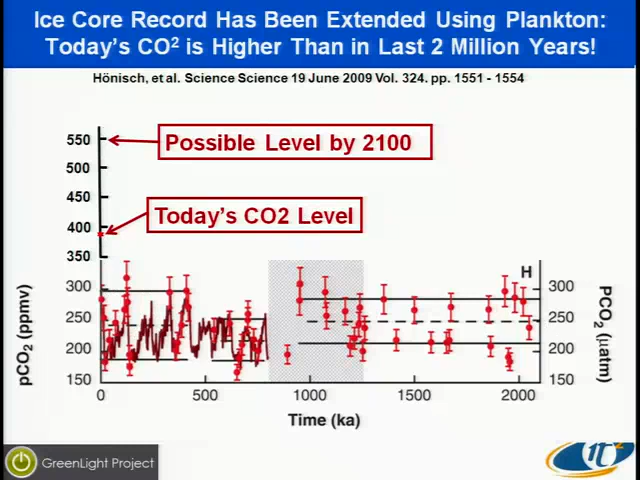 Ice Core Record Has Been Extended Using Plankton:
Today's CO² is Higher Than in Last 2 Million Years!
Hönisch, et al. Science Science 19 June 2009 Vol. 324. pp. 1551 - 1554
550
Possible Level by 2100
500
450
Today's CO2 Level
400
350
H
300
300
250
250
200
200
150
150
pCO₂ (ppmv)
PCO₂ (µatm)
0
500
1000
1500
2000
Time (ka)
GreenLight Project
it²